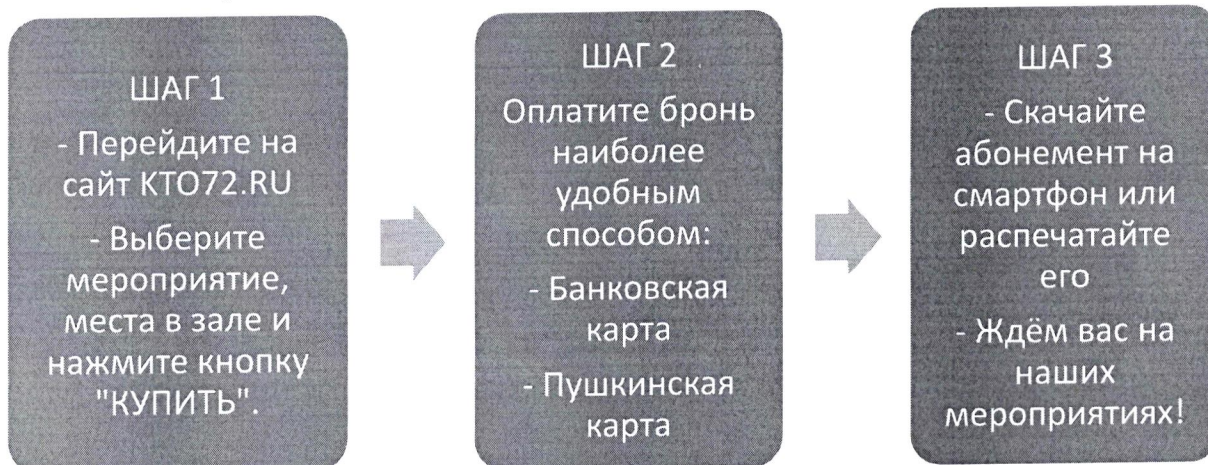 ШАГ 1
- Перейдите на
сайт KTO72.RU
- Выберите
мероприятие,
места в зале и
нажмите кнопку
"КУПИТЬ".
ШАГ 2
Оплатите бронь
наиболее
удобным
способом:
- Банковская
карта
- Пушкинская
карта
ШАГ 3
- Скачайте
абонемент на
смартфон или
распечатайте
его
- Ждём вас на
наших
мероприятиях!